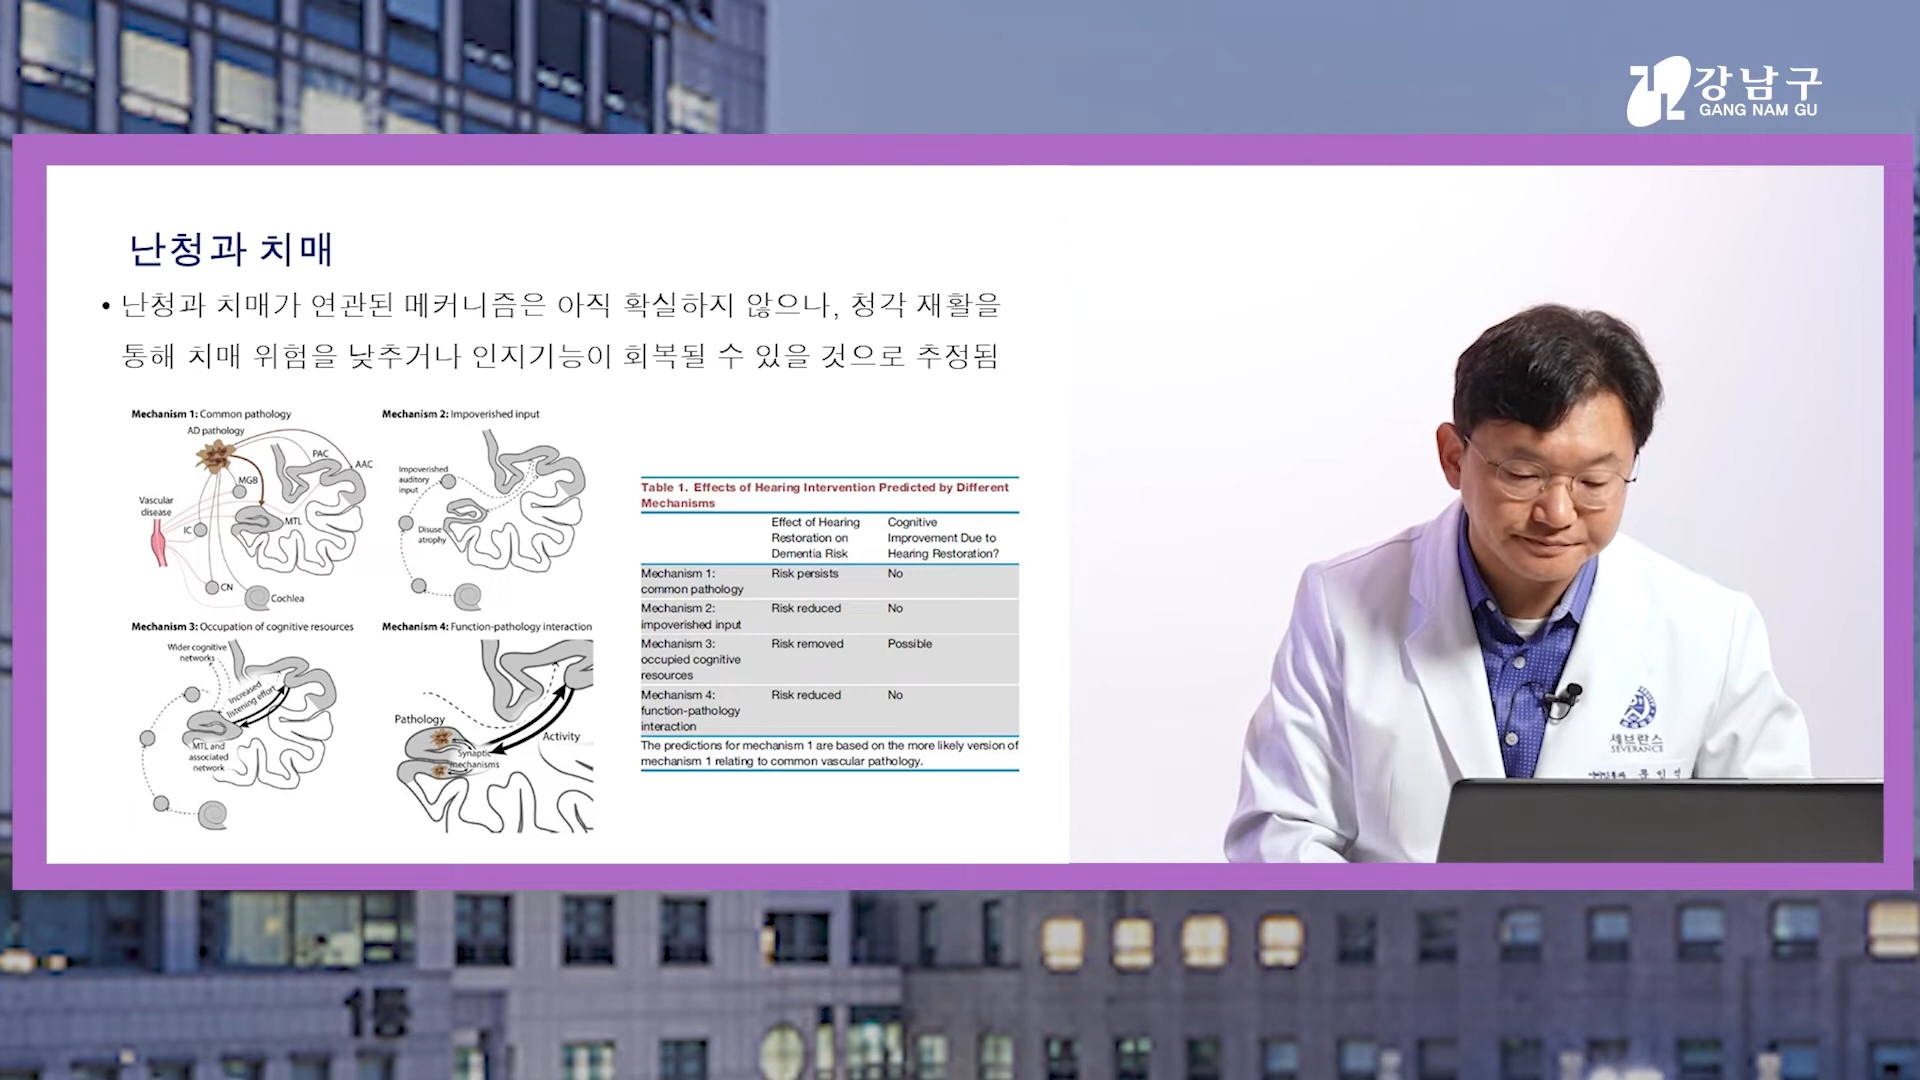 강남구
GANG NAM GU
난청과 치매
• 난청과 치매가 연관된 메커니즘은 아직 확실하지 않으나, 청각 재활을
통해 치매 위험을 낮추거나 인지기능이 회복될 수 있을 것으로 추정됨
Mechanism 1: Common pathology
AD pathology
PAC
AAC
MGB
Vascular
disease
IC
MTL
CN
Cochlea
Mechanism 2: Impoverished input
Impoverished
auditory
input
Disuse
atrophy
Mechanism 3: Occupation of cognitive resources
Wider cognitive
networks
Increased
listening effort
MTL and
associated
network
Mechanism 4: Function-pathology interaction
Pathology
Activity
Synaptic
mechanisms
Table 1. Effects of Hearing Intervention Predicted by Different
Mechanisms
Effect of Hearing
Restoration on
Dementia Risk
Cognitive
Improvement Due to
Hearing Restoration?
Mechanism 1:
common pathology
Risk persists
No
Mechanism 2:
impoverished input
Risk reduced
No
Mechanism 3:
occupied cognitive
resources
Risk removed
Possible
Mechanism 4:
function-pathology
interaction
Risk reduced
No
The predictions for mechanism 1 are based on the more likely version of
mechanism 1 relating to common vascular pathology.
세브란스
SEVERANCE
1동